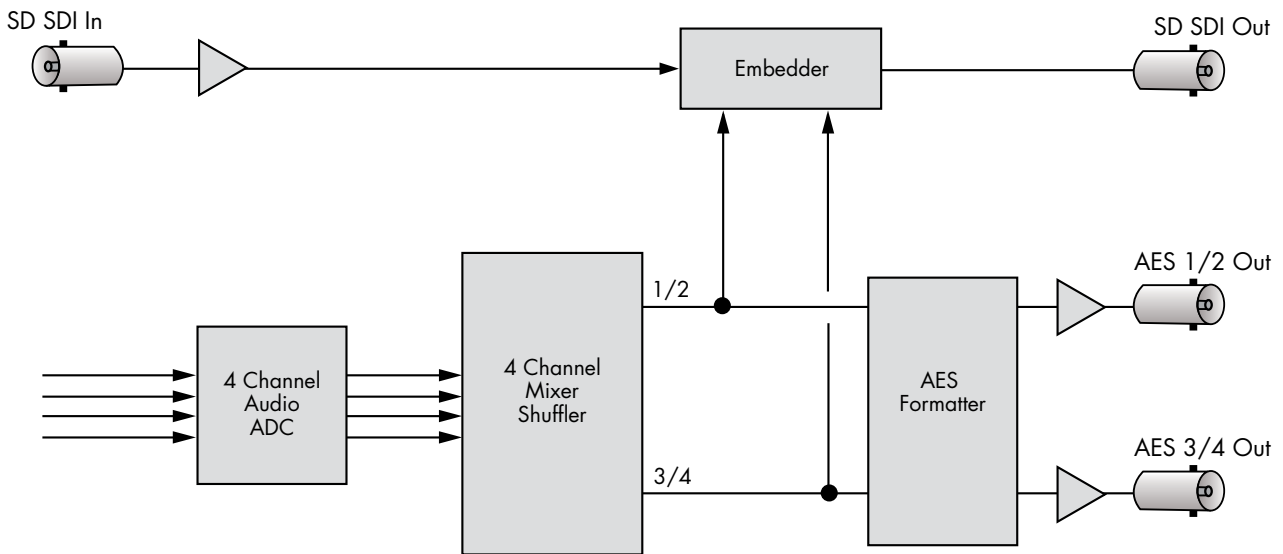 SD SDI In
SD SDI Out
Embedder
1/2
AES 1/2 Out
4 Channel
Audio
ADC
4 Channel
Mixer
Shuffler
AES
Formatter
3/4
AES 3/4 Out